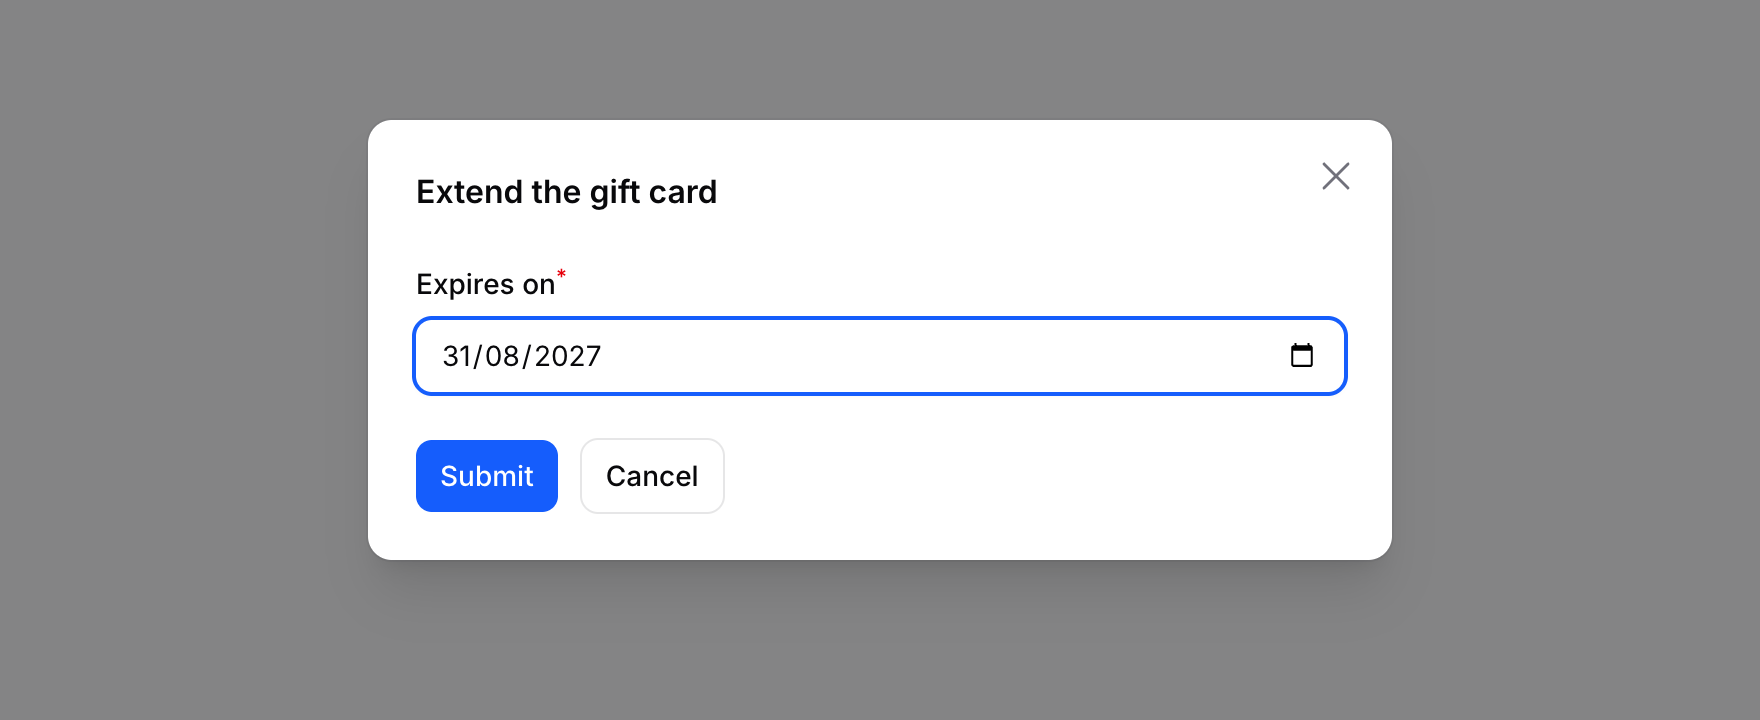 Extend the gift card
Expires on*
31/08/2027
Submit
Cancel